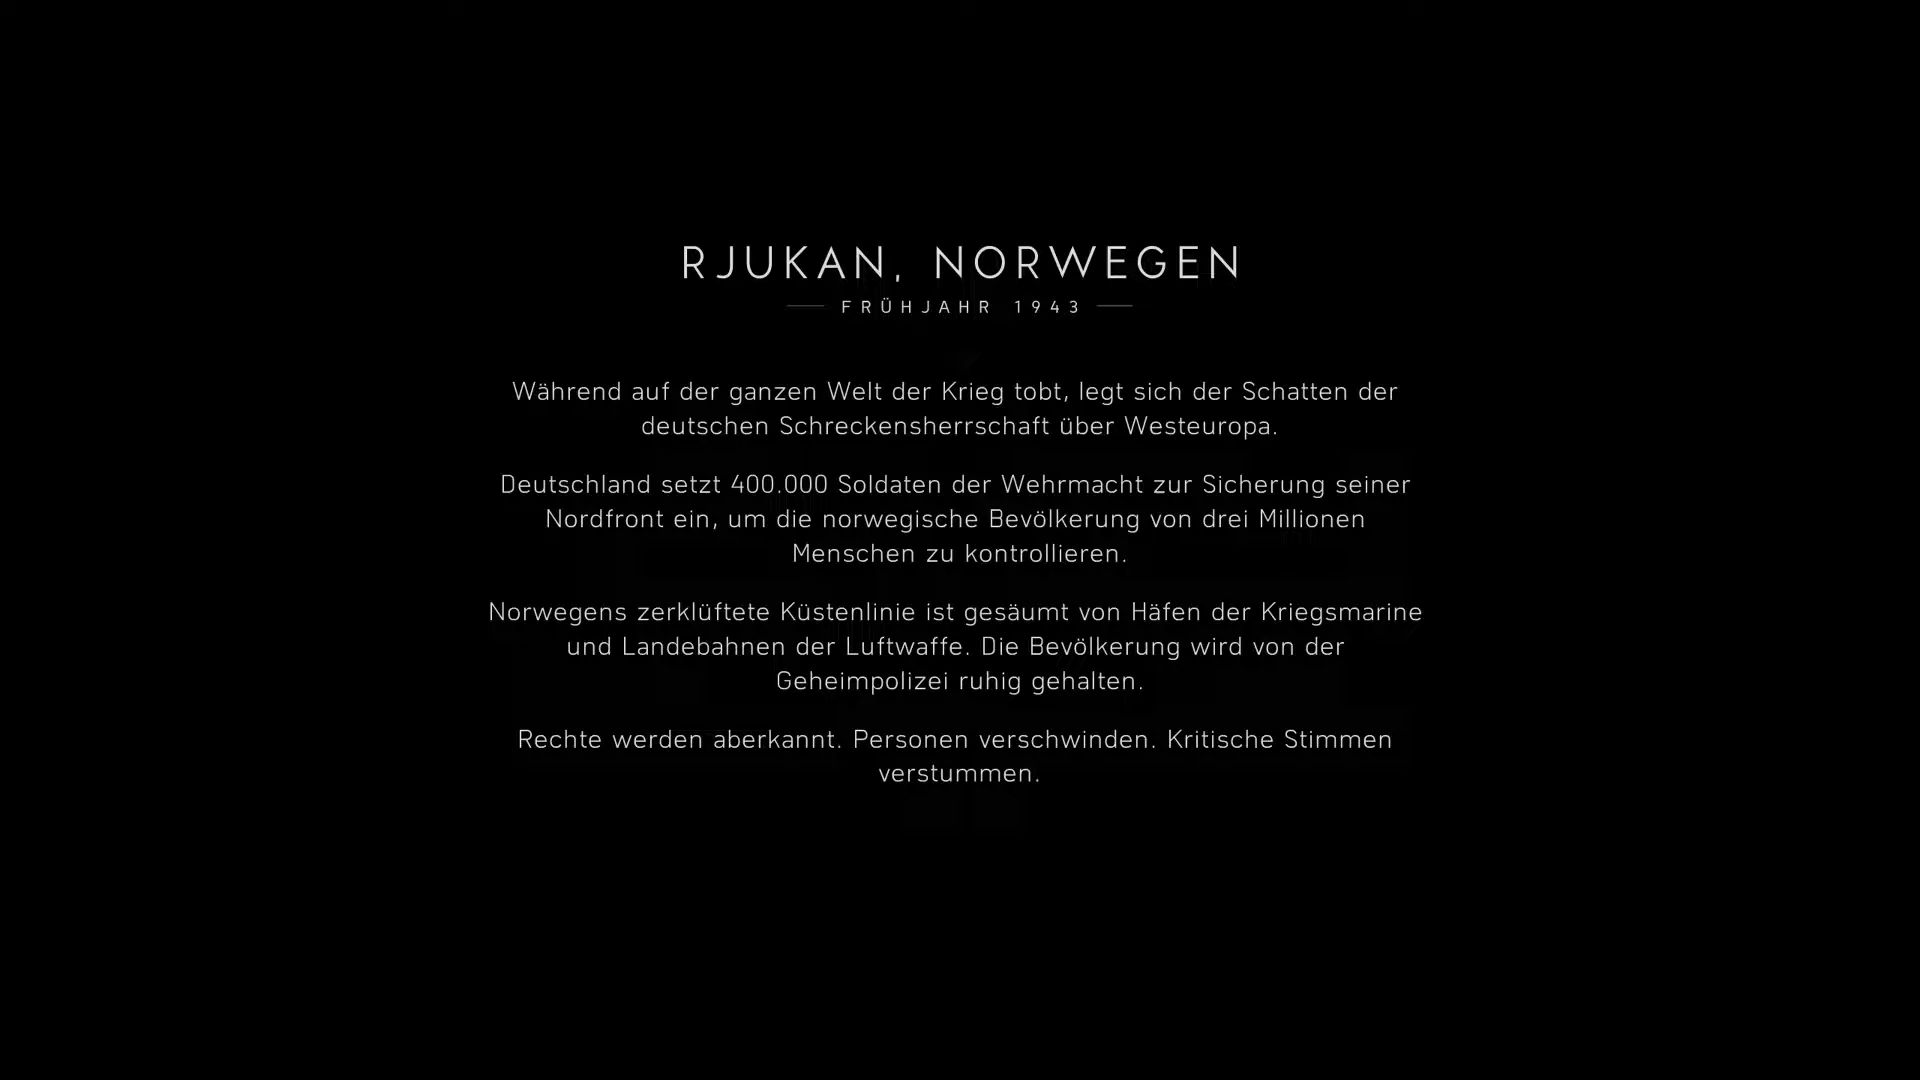 RJUKAN, NORWEGEN
FRÜHJAHR 1943
Während auf der ganzen Welt der Krieg tobt, legt sich der Schatten der
deutschen Schreckensherrschaft über Westeuropa.
Deutschland setzt 400.000 Soldaten der Wehrmacht zur Sicherung seiner
Nordfront ein, um die norwegische Bevölkerung von drei Millionen
Menschen zu kontrollieren.
Norwegens zerklüftete Küstenlinie ist gesäumt von Häfen der Kriegsmarine
und Landebahnen der Luftwaffe. Die Bevölkerung wird von der
Geheimpolizei ruhig gehalten.
Rechte werden aberkannt. Personen verschwinden. Kritische Stimmen
verstummen.